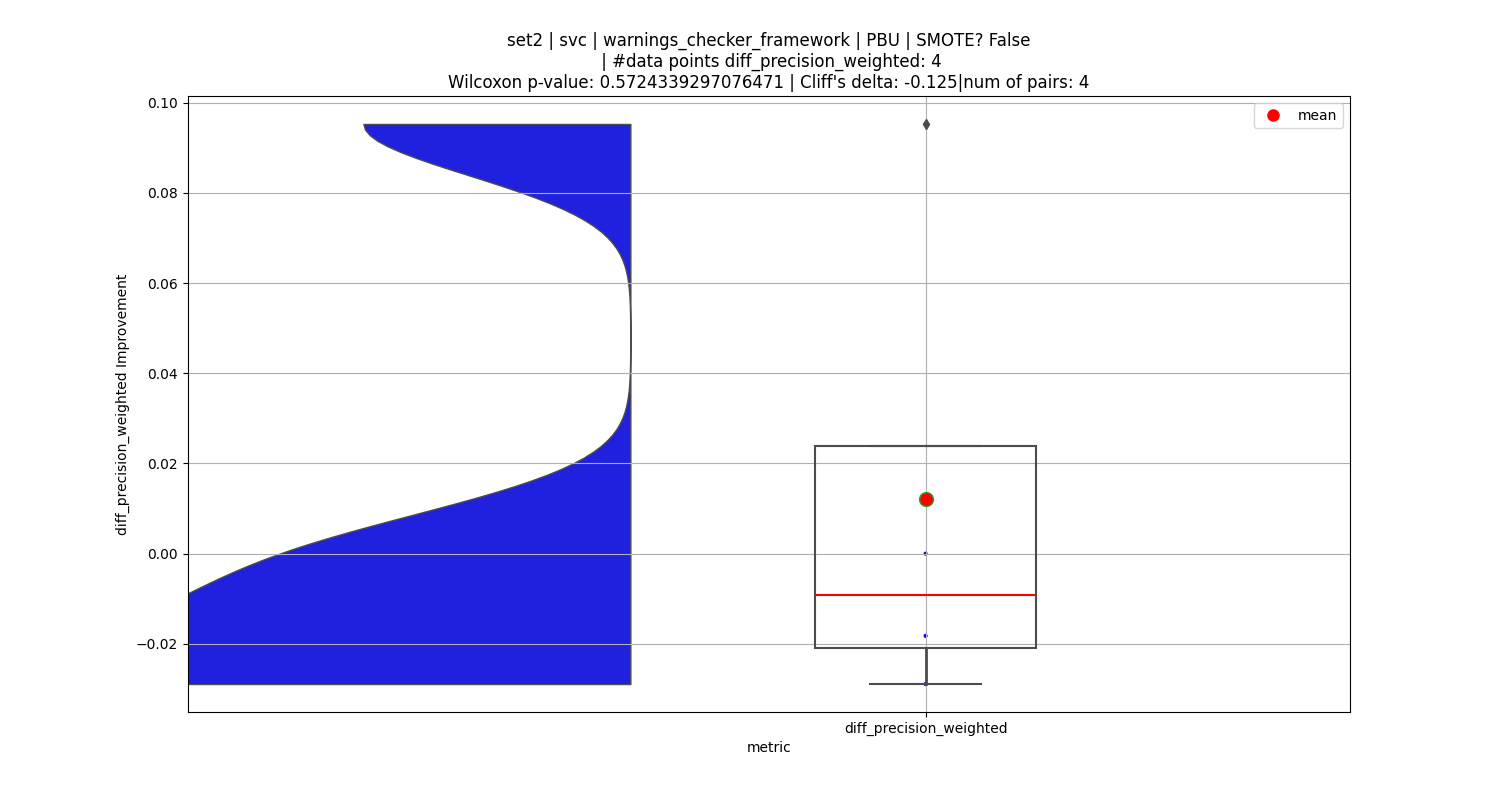 set2 | svc | warnings_checker_framework | PBU | SMOTE? False
| #data points diff_precision_weighted: 4
Wilcoxon p-value: 0.5724339297076471 | Cliff's delta: -0.125|num of pairs: 4
mean
0.10
0.08
0.06
0.04
0.02
0.00
−0.02
diff_precision_weighted Improvement
diff_precision_weighted
metric